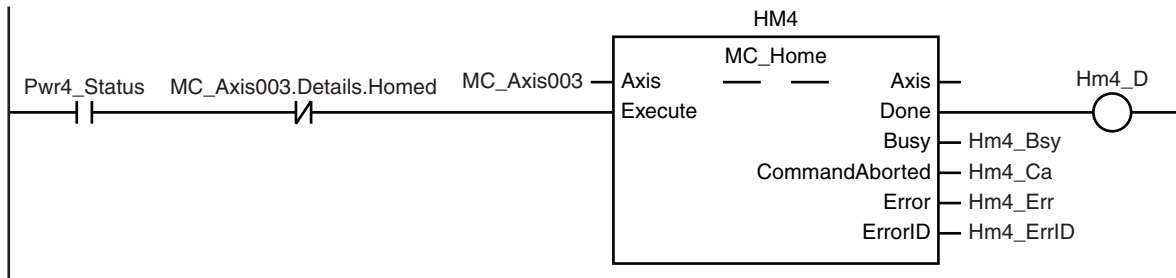 HM4
MC_Home
Pwr4_Status MC_Axis003.Details.Homed MC_Axis003 Axis Axis Hm4_D
Execute Done
Busy Hm4_Bsy
CommandAborted Hm4_Ca
Error Hm4_Err
ErrorID Hm4_ErrID